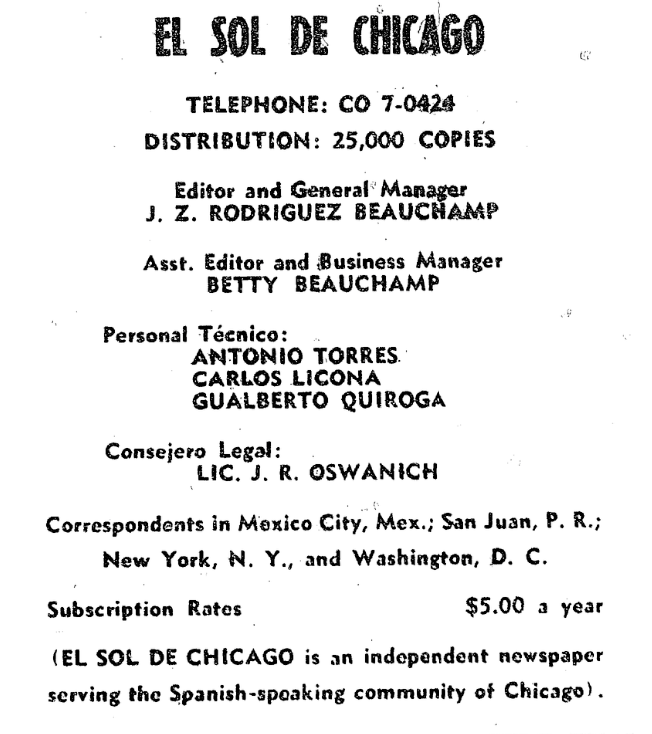 EL SOL DE CHICAGO
TELEPHONE: CO 7-0424
DISTRIBUTION: 25,000 COPIES
Editor and General Manager
J. Z. RODRIGUEZ BEAUCHAMP
Asst. Editor and Business Manager
BETTY BEAUCHAMP
Personal Técnico:
ANTONIO TORRES
CARLOS LICONA
GUALBERTO QUIROGA
Consejero Legal:
LIC. J. R. OSWANICH
Correspondents in Mexico City, Mex.; San Juan, P. R.;
New York, N. Y., and Washington, D. C.
Subscription Rates $5.00 a year
(EL SOL DE CHICAGO is an independent newspaper
serving the Spanish-speaking community of Chicago).